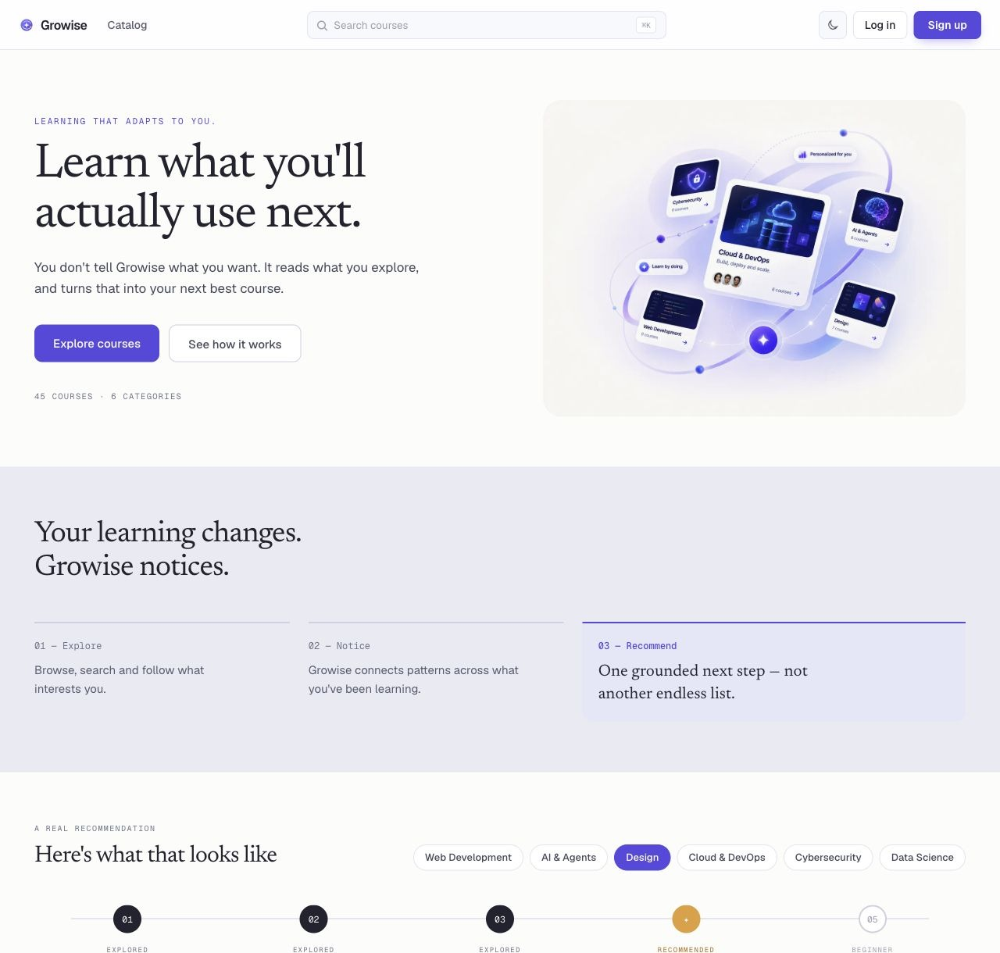 Growise
Catalog
Search courses
⌘K
Log in
Sign up
LEARNING THAT ADAPTS TO YOU.
Learn what you'll
actually use next.
You don't tell Growise what you want. It reads what you explore,
and turns that into your next best course.
Explore courses
See how it works
45 COURSES · 6 CATEGORIES
Personalized for you
Cybersecurity
8 courses
AI & Agents
8 courses
Cloud & DevOps
Build, deploy and scale.
8 courses
Learn by doing
Web Development
9 courses
Design
7 courses
Your learning changes.
Growise notices.
01 — Explore
Browse, search and follow what
interests you.
02 — Notice
Growise connects patterns across what
you've been learning.
03 — Recommend
One grounded next step — not
another endless list.
A REAL RECOMMENDATION
Here's what that looks like
Web Development
AI & Agents
Design
Cloud & DevOps
Cybersecurity
Data Science
01
02
03
05
EXPLORED
EXPLORED
EXPLORED
RECOMMENDED
BEGINNER